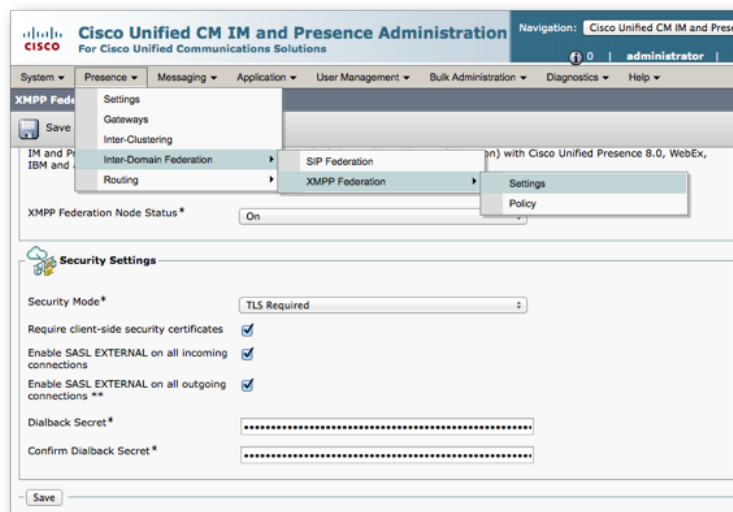 CISCO
Cisco Unified CM IM and Presence Administration
For Cisco Unified Communications Solutions
Navigation: Cisco Unified CM IM and
0 | administrator |
System Presence Messaging Application User Management Bulk Administration Diagnostics Help
XMPP
Settings
Gateways
Save
Inter-Clustering
IM and
with Cisco Unified Presence 8.0, WebEx,
IBM and
Inter-Domain Federation
SIP Federation
Routing
XMPP Federation
Settings
Policy
XMPP Federation Node Status*
On
Security Settings
Security Mode*
TLS Required
Require client-side security certificates
Enable SASL EXTERNAL on all incoming
connections
Enable SASL EXTERNAL on all outgoing
connections **
Dialback Secret*
Confirm Dialback Secret*
Save